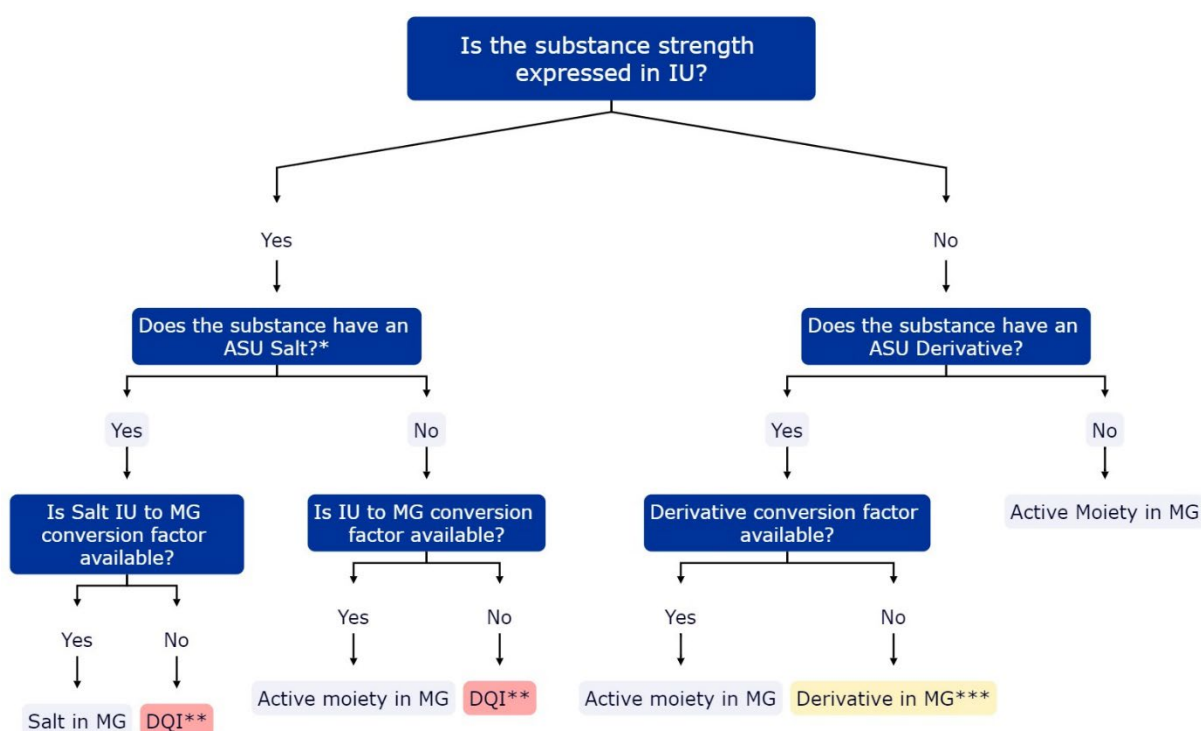 Is the substance strength
expressed in IU?
Yes
No
Does the substance have an
ASU Salt?*
Does the substance have an
ASU Derivative?
Yes
No
Yes
No
Is Salt IU to MG
conversion factor
available?
Is IU to MG conversion
factor available?
Derivative conversion factor
available?
Active Moiety in MG
Yes
No
Yes
No
Yes
No
Salt in MG
DQI**
Active moiety in MG
DQI**
Active moiety in MG
Derivative in MG***